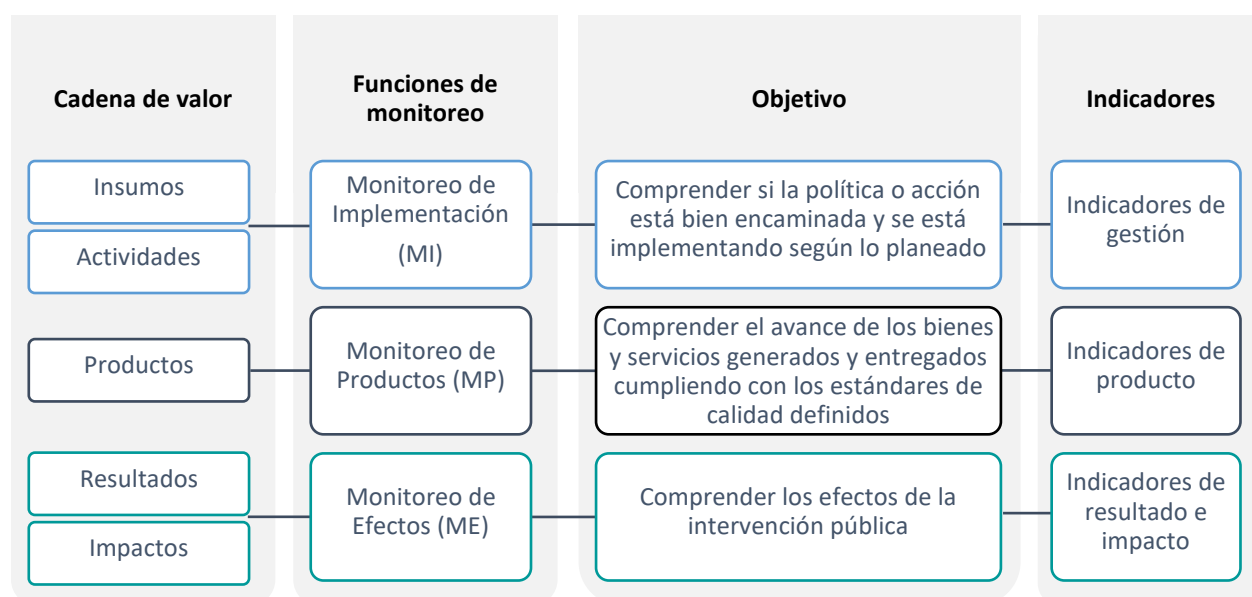 Cadena de valor
Funciones de
monitoreo
Objetivo
Indicadores
Insumos
Actividades
Monitoreo de
Implementación
(MI)
Comprender si la política o acción
está bien encaminada y se está
implementando según lo planeado
Indicadores de
gestión
Productos
Monitoreo de
Productos (MP)
Comprender el avance de los bienes
y servicios generados y entregados
cumpliendo con los estándares de
calidad definidos
Indicadores de
producto
Resultados
Impactos
Monitoreo de
Efectos (ME)
Comprender los efectos de la
intervención pública
Indicadores de
resultado e
impacto